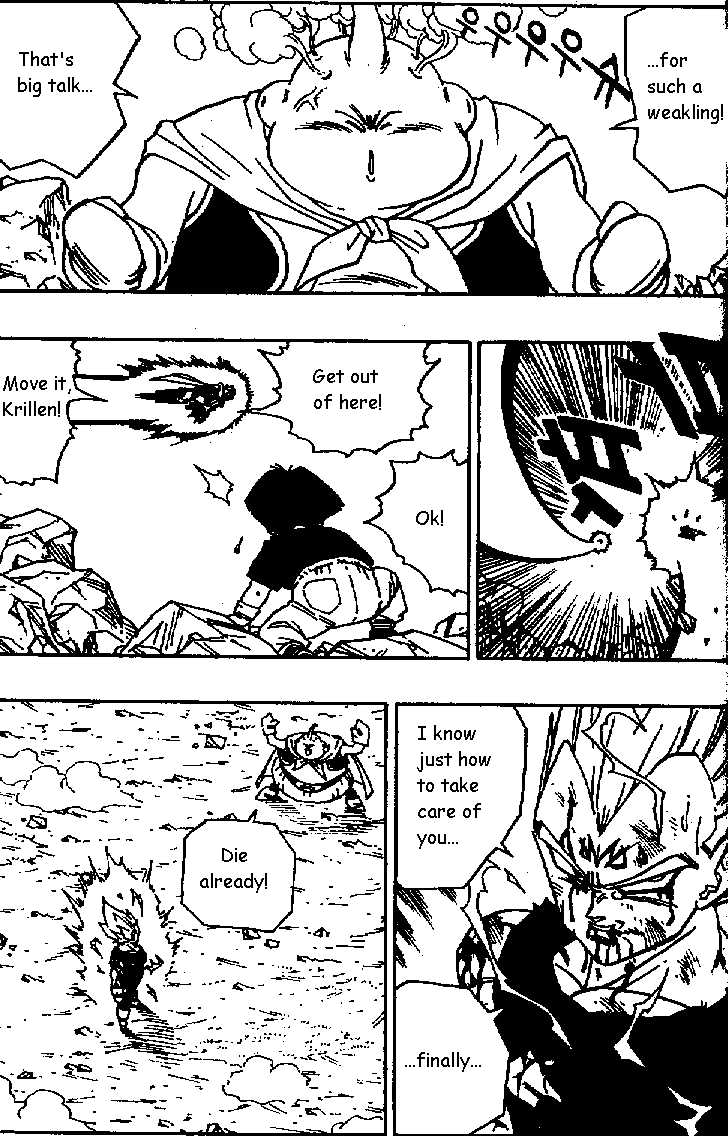 That's
big talk...
...for
such a
weakling!
Move it,
Krillen!
Get out
of here!
Ok!
I know
just how
to take
care of
you...
...finally...
Die
already!